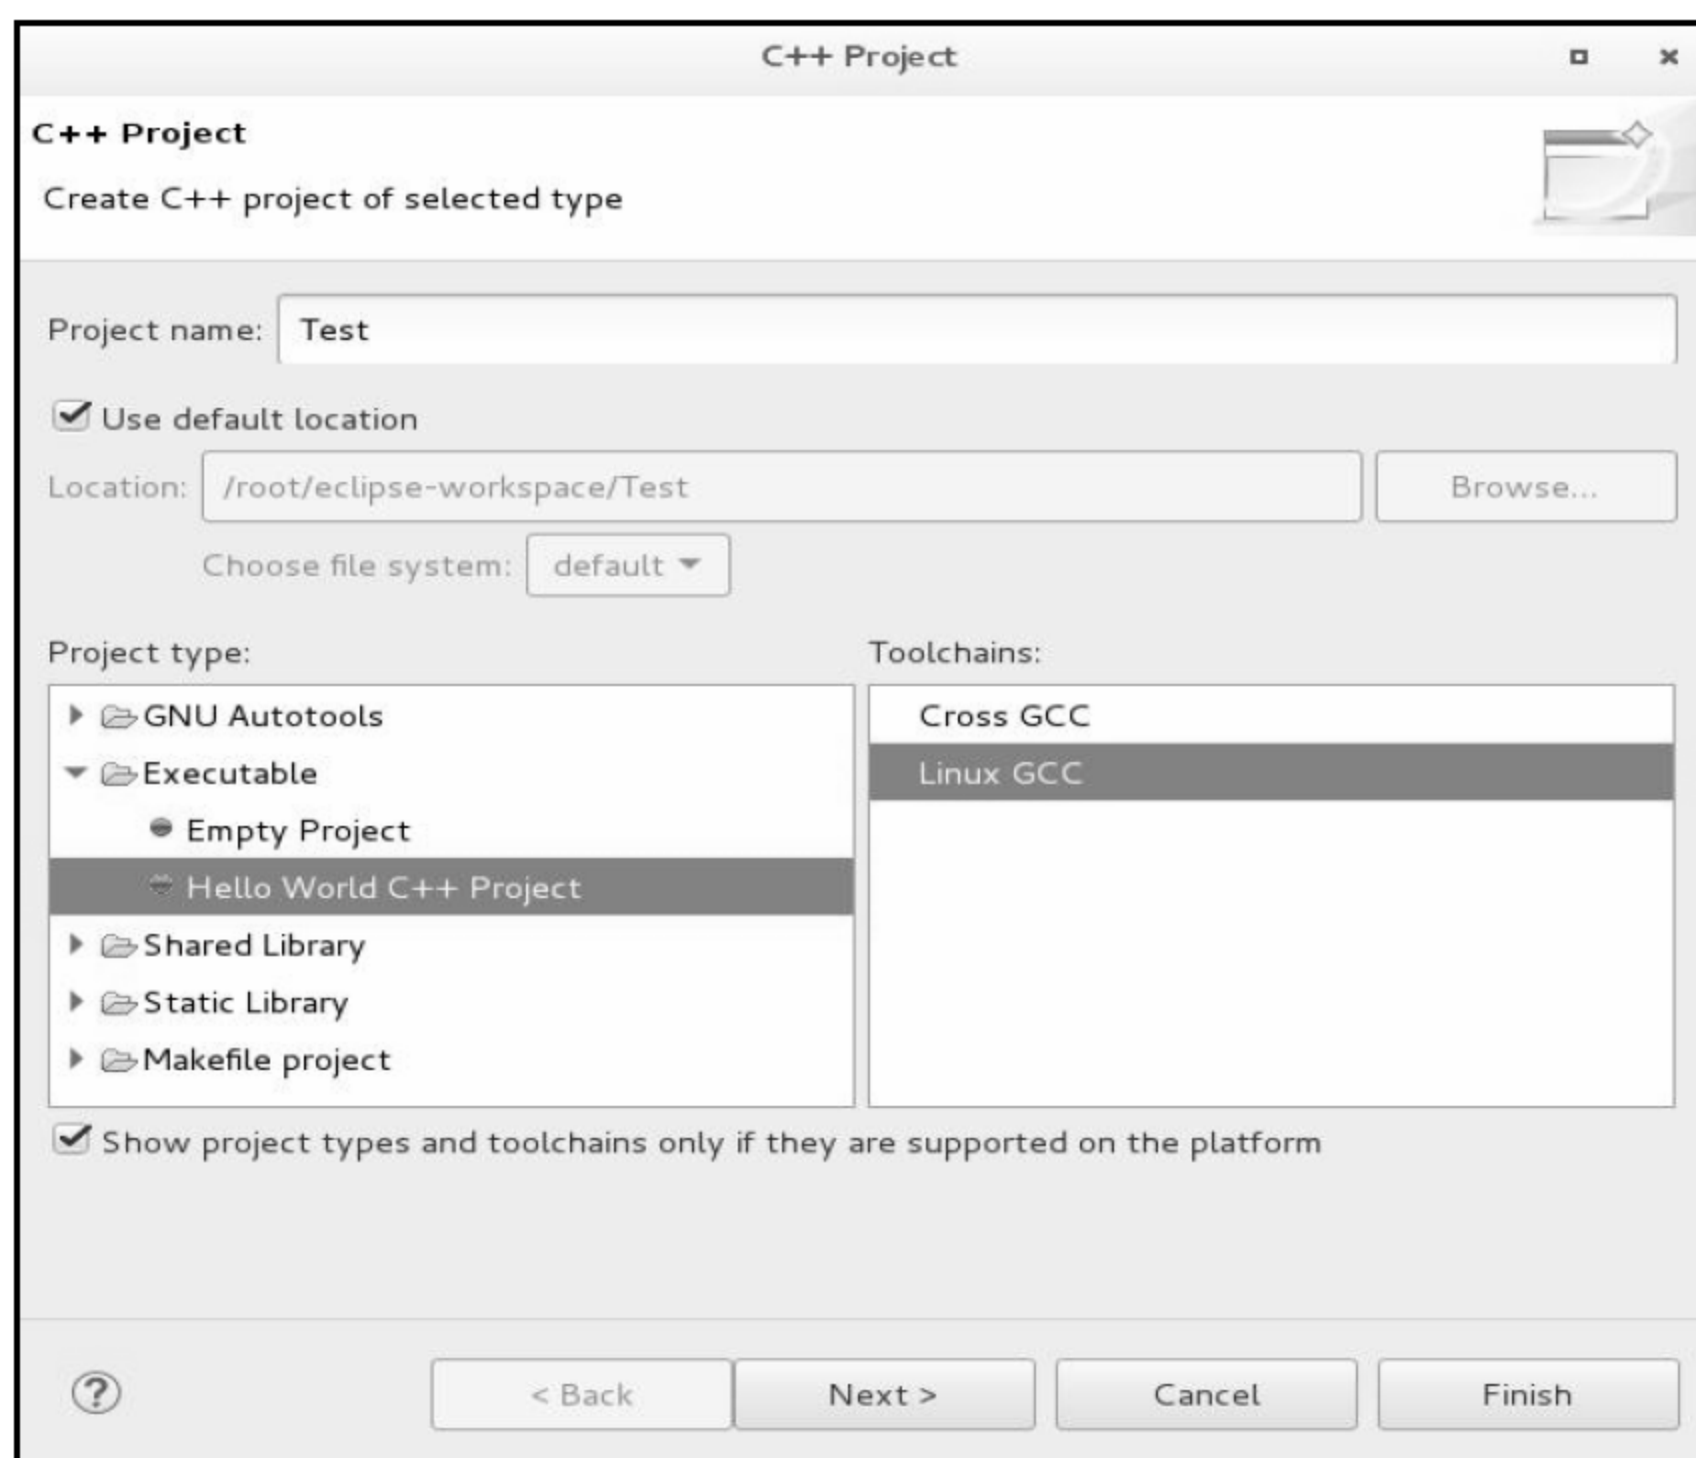 C++ Project
C++ Project
Create C++ project of selected type
Project name: Test
Use default location
Location: /root/eclipse-workspace/Test Browse...
Choose file system: default
Project type: Toolchains:
GNU Autotools Cross GCC
Executable Linux GCC
Empty Project
Hello World C++ Project
Shared Library
Static Library
Makefile project
Show project types and toolchains only if they are supported on the platform
? < Back Next > Cancel Finish